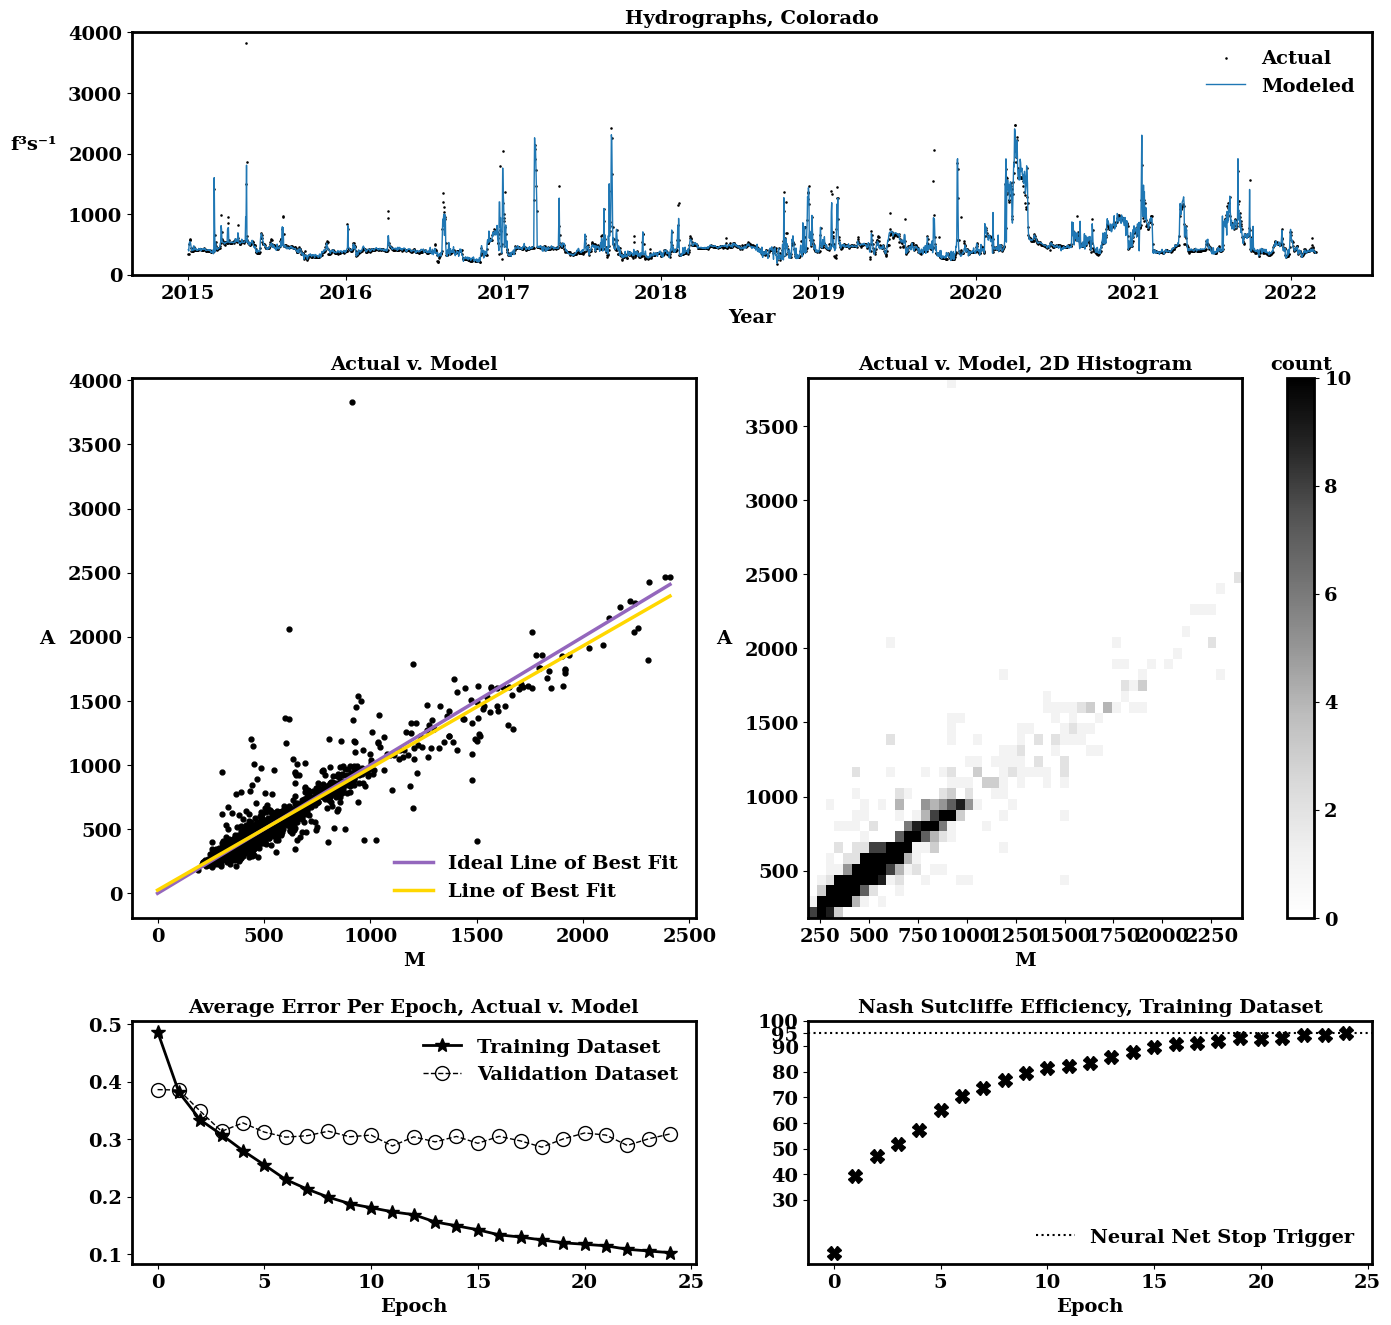 Hydrographs, Colorado
4000
3000
2000
1000
0
f³s⁻¹
Actual
Modeled
2015 2016 2017 2018 2019 2020 2021 2022
Year
Actual v. Model
4000
3500
3000
2500
2000
1500
1000
500
0
A
Ideal Line of Best Fit
Line of Best Fit
0 500 1000 1500 2000 2500
M
Actual v. Model, 2D Histogram
3500
3000
2500
2000
1500
1000
500
A
250 500 750 1000 1250 1500 1750 2000 2250
M
count
10
8
6
4
2
0
Average Error Per Epoch, Actual v. Model
0.5
0.4
0.3
0.2
0.1
Training Dataset
Validation Dataset
0 5 10 15 20 25
Epoch
Nash Sutcliffe Efficiency, Training Dataset
100
95
90
80
70
60
50
40
30
Neural Net Stop Trigger
0 5 10 15 20 25
Epoch